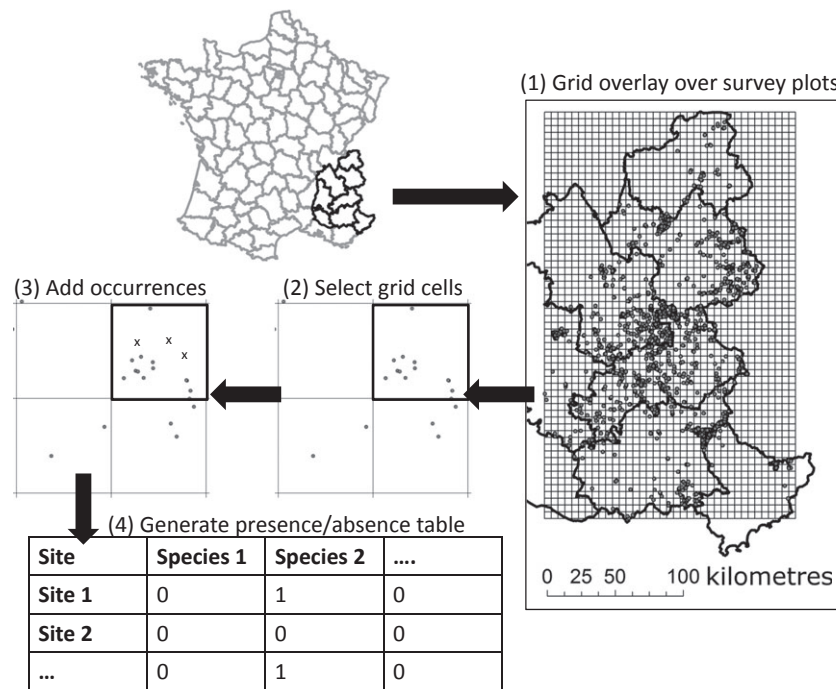 (1) Grid overlay over survey plots
(3) Add occurrences
(2) Select grid cells
x x x
(4) Generate presence/absence table
Site Species 1 Species 2 ....
Site 1 0 1 0
Site 2 0 0 0
... 0 1 0
0 25 50 100 kilometres